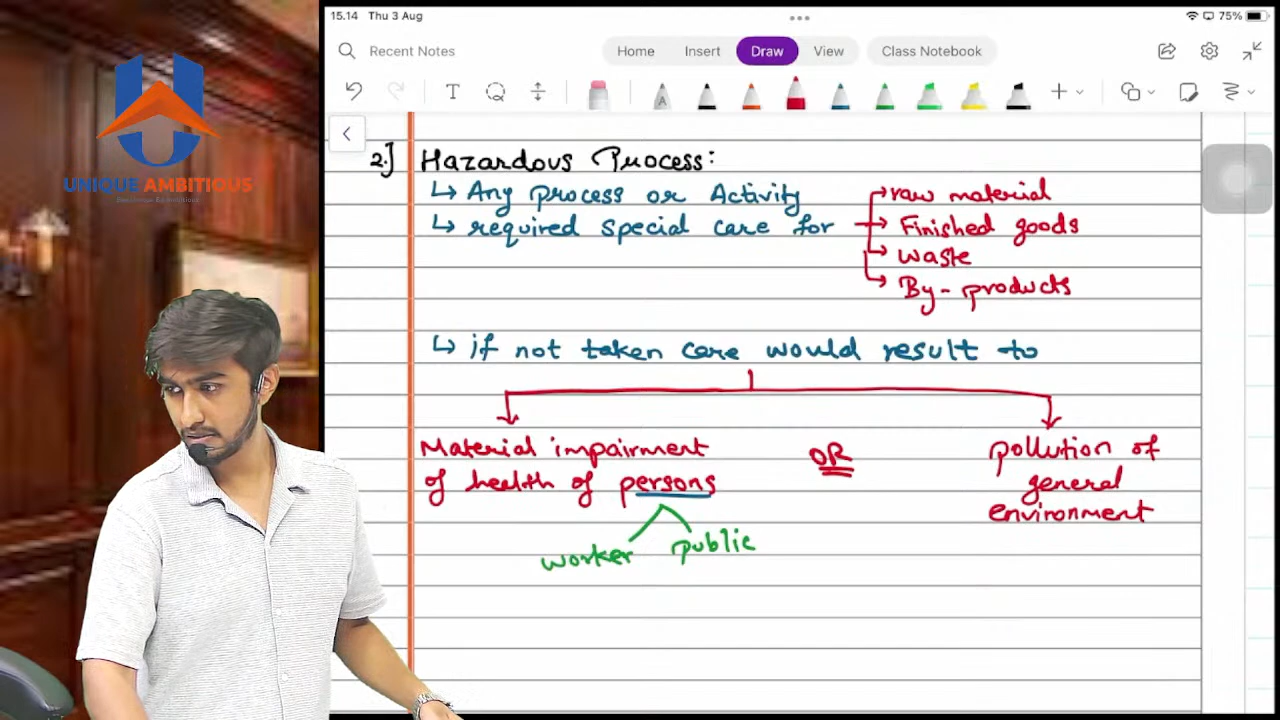 15.14 Thu 3 Aug
75%
Recent Notes
Home Insert Draw View Class Notebook
T
A
UNIQUE AMBITIOUS
2.] Hazardous Process:
↳ Any process or Activity
↳ required special care for
→ raw material
→ Finished goods
→ waste
→ By-products
↳ if not taken care would result to
Material impairment
of health of persons
OR
pollution of
general
environment
worker public